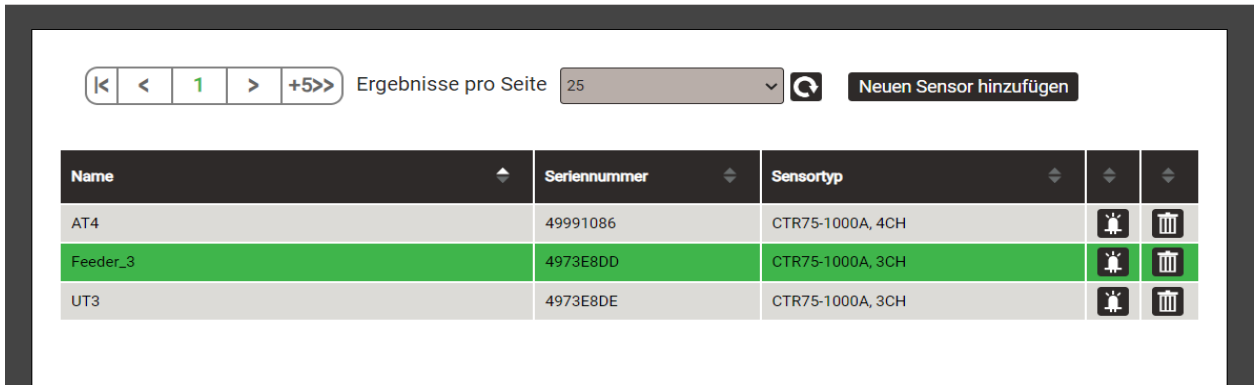 |< < 1 > +5>> Ergebnisse pro Seite 25 Neuen Sensor hinzufügen
Name Seriennummer Sensortyp
AT4 49991086 CTR75-1000A, 4CH
Feeder_3 4973E8DD CTR75-1000A, 3CH
UT3 4973E8DE CTR75-1000A, 3CH